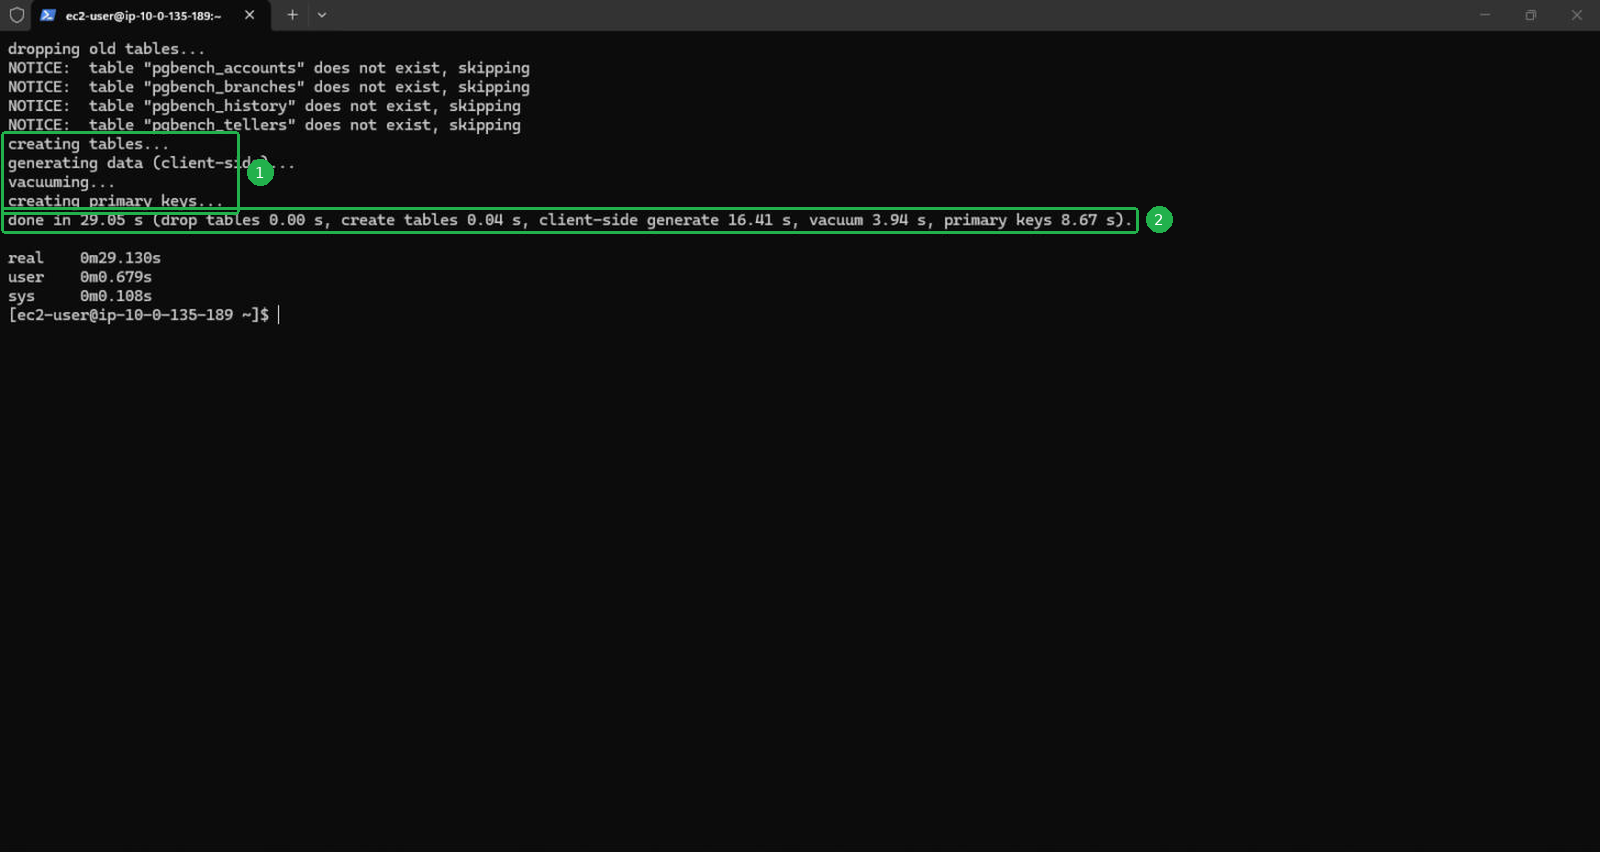 ec2-user@ip-10-0-135-189:~
dropping old tables...
NOTICE:  table "pgbench_accounts" does not exist, skipping
NOTICE:  table "pgbench_branches" does not exist, skipping
NOTICE:  table "pgbench_history" does not exist, skipping
NOTICE:  table "pgbench_tellers" does not exist, skipping
creating tables...
generating data (client-side)...
1
vacuuming...
creating primary keys...
done in 29.05 s (drop tables 0.00 s, create tables 0.04 s, client-side generate 16.41 s, vacuum 3.94 s, primary keys 8.67 s).
2
real    0m29.130s
user    0m0.679s
sys     0m0.108s
[ec2-user@ip-10-0-135-189 ~]$